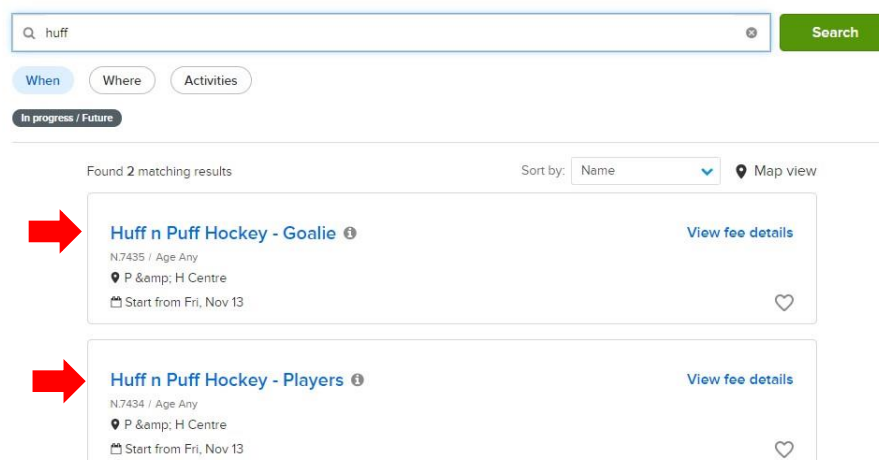 huff
Search
When Where Activities
In progress / Future
Found 2 matching results Sort by: Name Map view
Huff n Puff Hockey - Goalie View fee details
N.7435 / Age Any
P &amp; H Centre
Start from Fri, Nov 13
Huff n Puff Hockey - Players View fee details
N.7434 / Age Any
P &amp; H Centre
Start from Fri, Nov 13